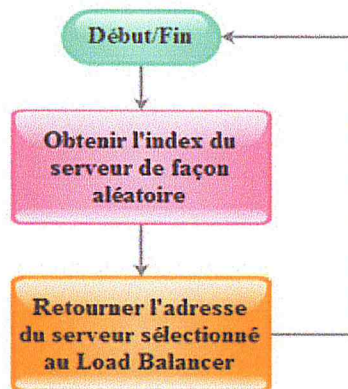 Début/Fin
Obtenir l'index du
serveur de façon
aléatoire
Retourner l'adresse
du serveur sélectionné
au Load Balancer